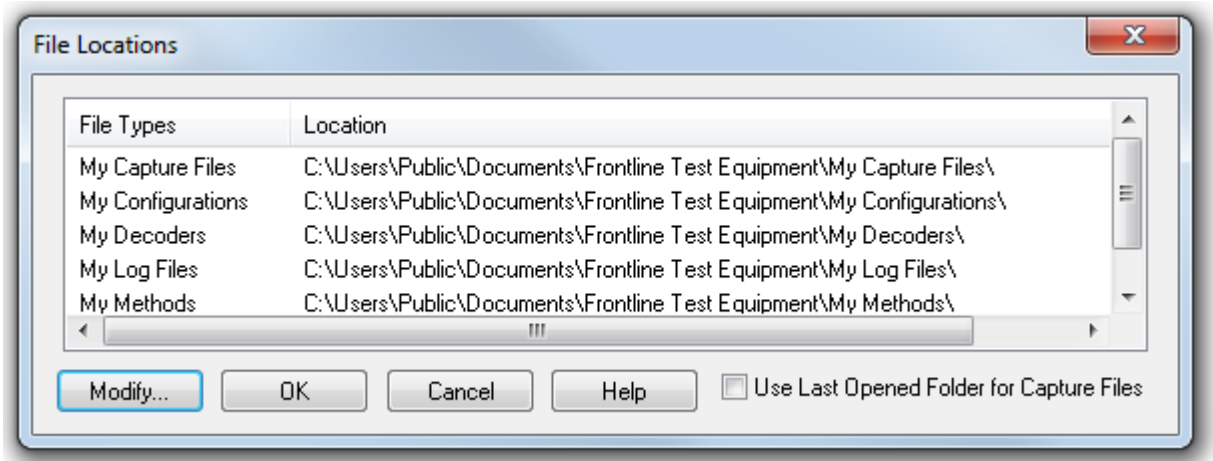 File Locations
File Types Location
My Capture Files C:\Users\Public\Documents\Frontline Test Equipment\My Capture Files\
My Configurations C:\Users\Public\Documents\Frontline Test Equipment\My Configurations\
My Decoders C:\Users\Public\Documents\Frontline Test Equipment\My Decoders\
My Log Files C:\Users\Public\Documents\Frontline Test Equipment\My Log Files\
My Methods C:\Users\Public\Documents\Frontline Test Equipment\My Methods\
Modify... OK Cancel Help Use Last Opened Folder for Capture Files